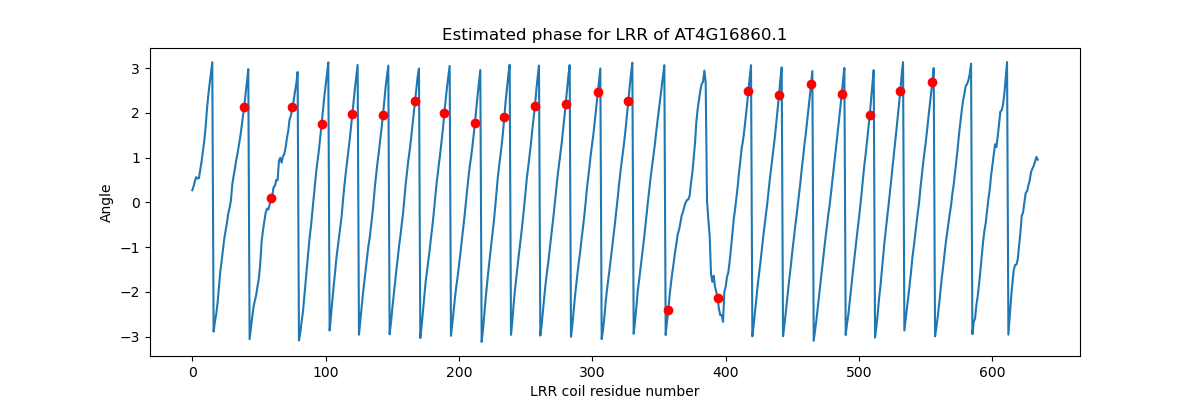 Estimated phase for LRR of AT4G16860.1
3
2
1
0
−1
−2
−3
Angle
0 100 200 300 400 500 600
LRR coil residue number